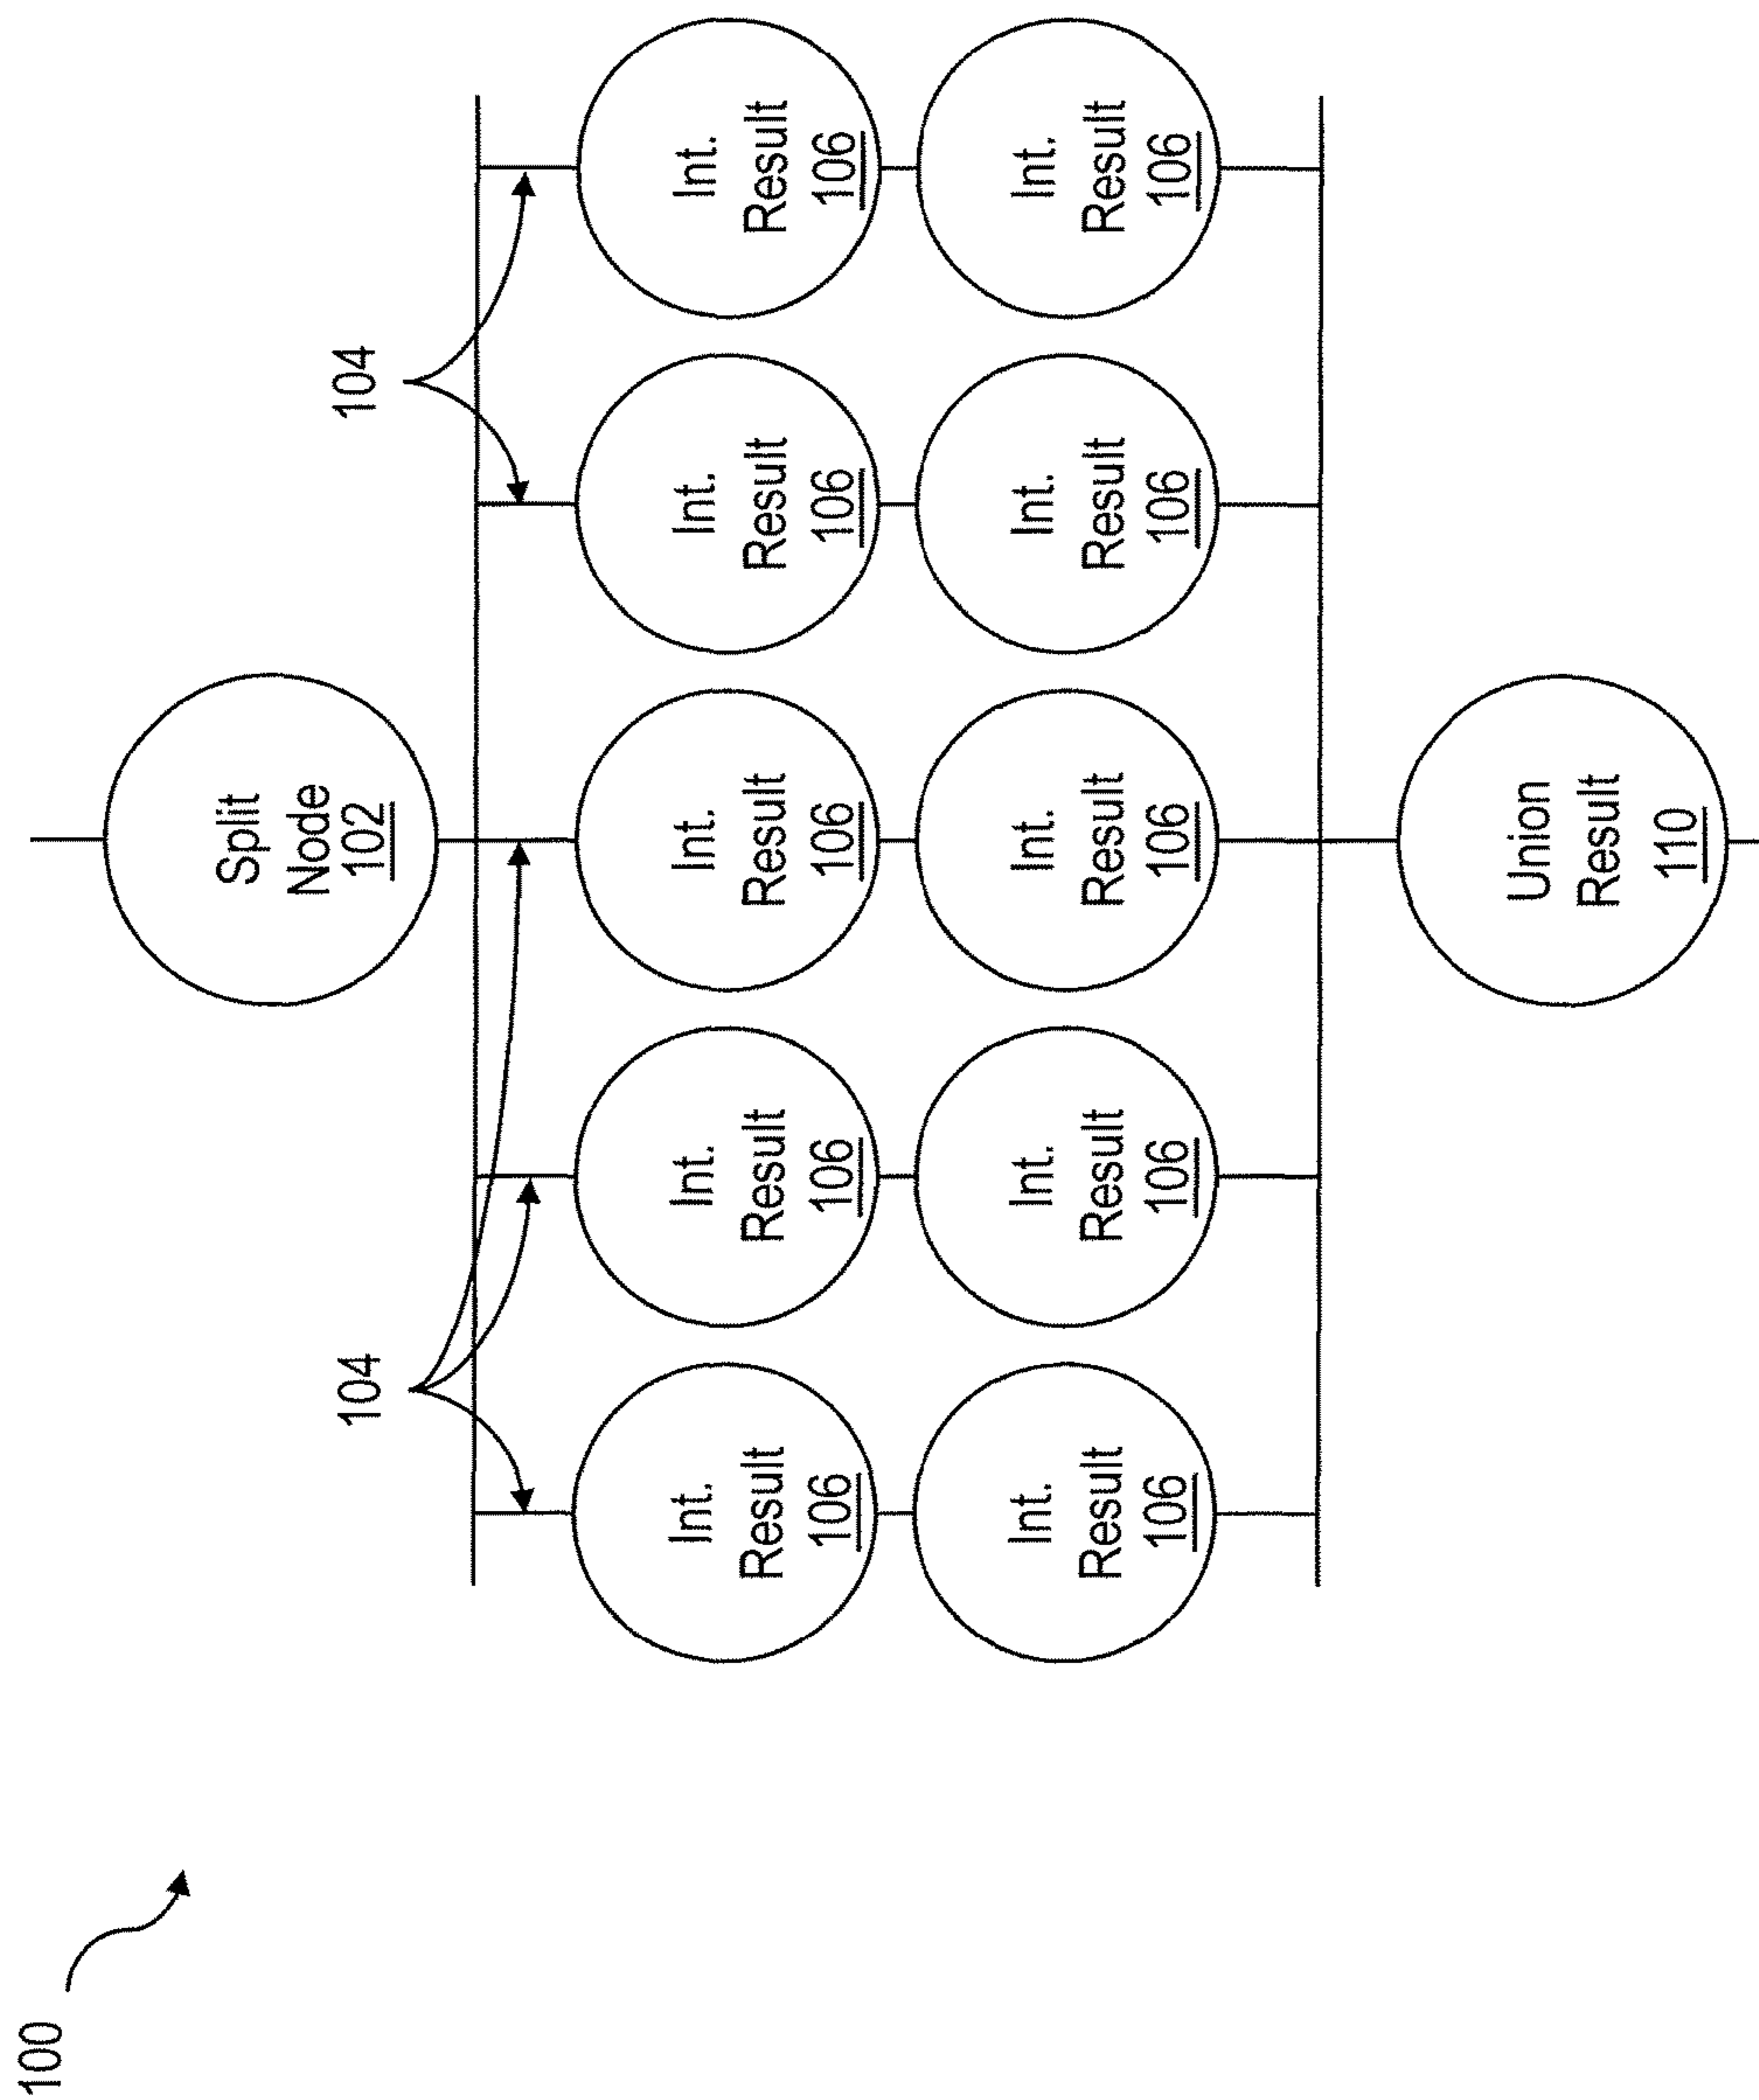 100
Split
Node
102
104
104
Int.
Result
106
Int.
Result
106
Int.
Result
106
Int.
Result
106
Int.
Result
106
Int.
Result
106
Int.
Result
106
Int.
Result
106
Int.
Result
106
Int.
Result
106
Union
Result
110